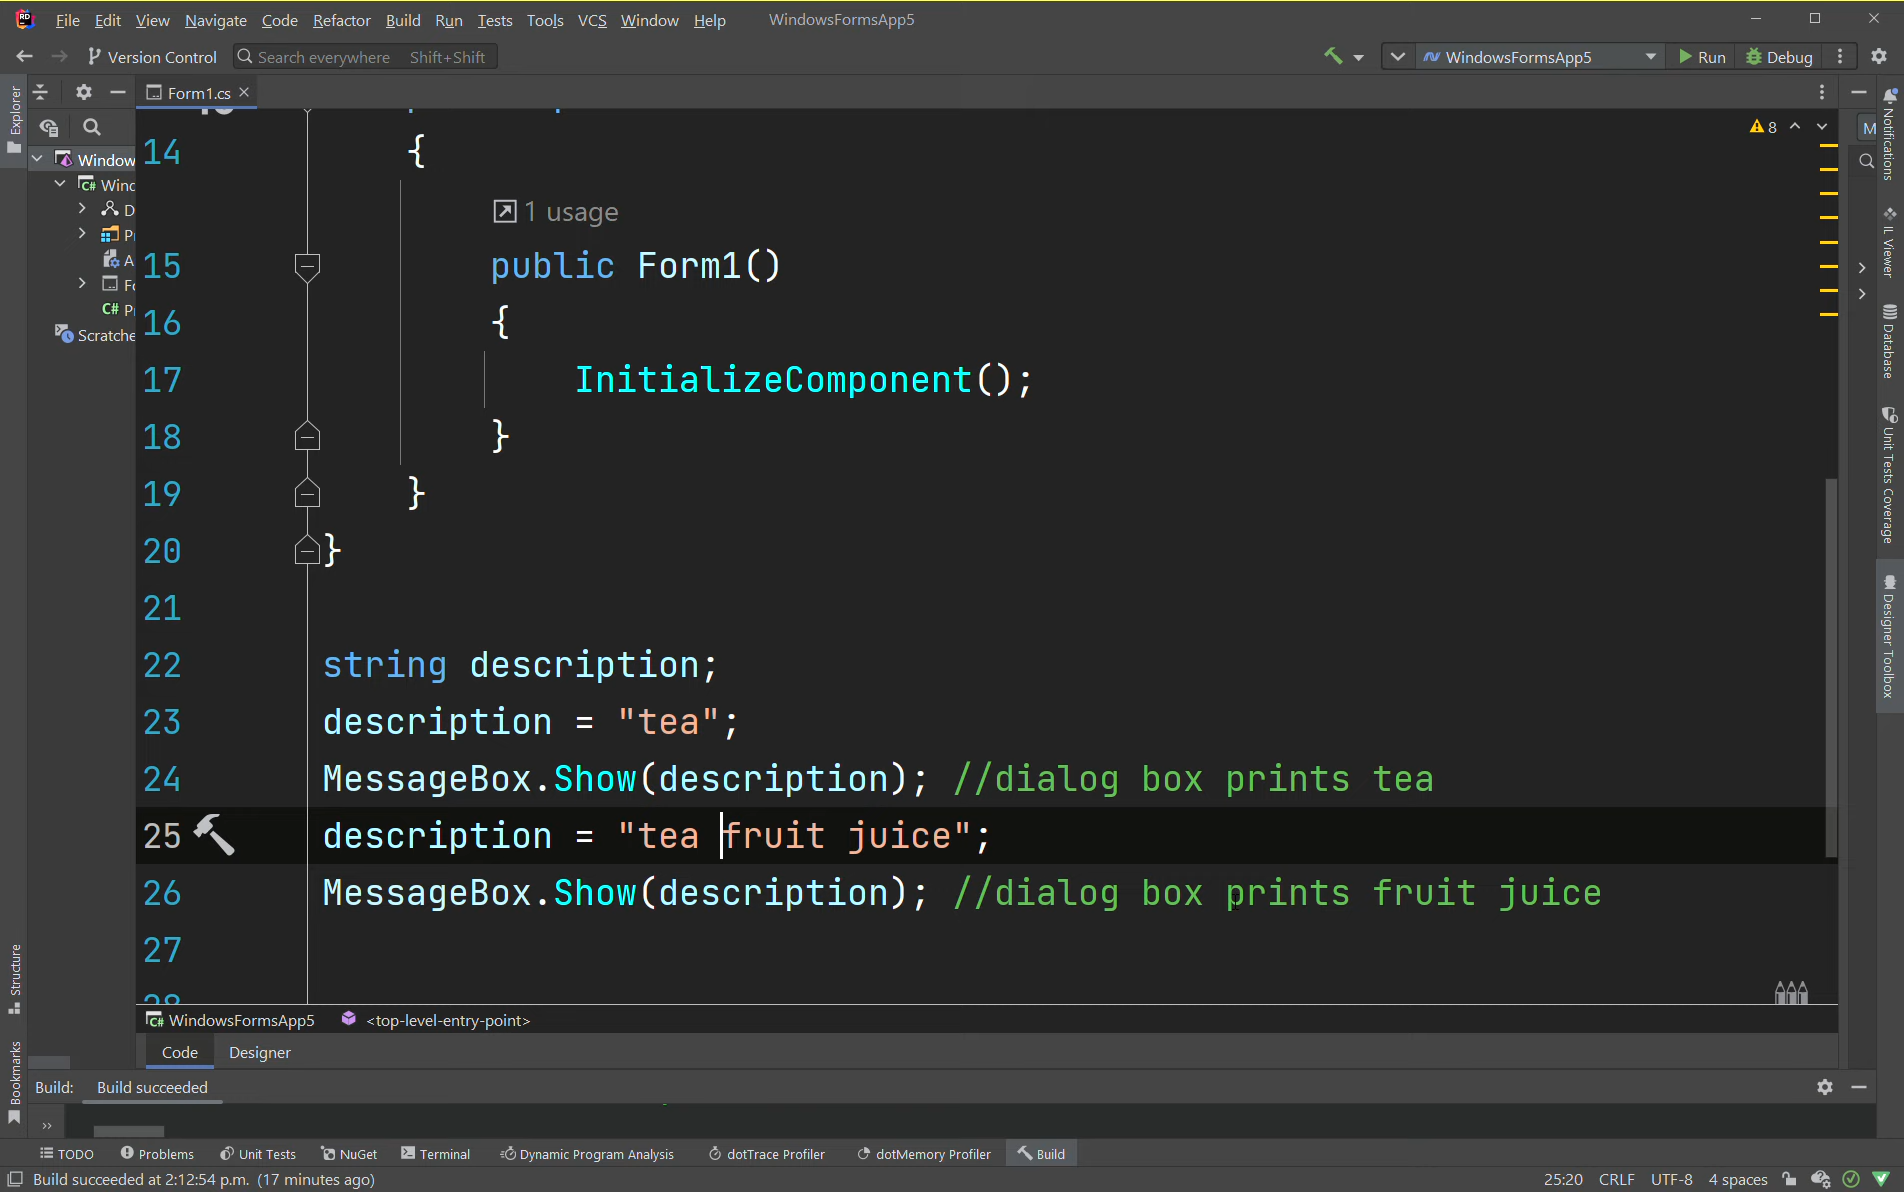 RD File Edit View Navigate Code Refactor Build Run Tests Tools VCS Window Help WindowsFormsApp5
Version Control Search everywhere Shift+Shift WindowsFormsApp5 Run Debug
Form1.cs
Explorer
Notifications
IL Viewer
Database
Unit Tests Coverage
Designer Toolbox
8
M
Window
C# Wind
D
P
A
Fo
C# P
Scratche
14 {
1 usage
15 public Form1()
16 {
17 InitializeComponent();
18 }
19 }
20 }
21
22 string description;
23 description = "tea";
24 MessageBox.Show(description); //dialog box prints tea
25 description = "tea fruit juice";
26 MessageBox.Show(description); //dialog box prints fruit juice
27
28
Structure
Bookmarks
C# WindowsFormsApp5 <top-level-entry-point>
Code Designer
Build: Build succeeded
TODO Problems Unit Tests NuGet Terminal Dynamic Program Analysis dotTrace Profiler dotMemory Profiler Build
Build succeeded at 2:12:54 p.m. (17 minutes ago) 25:20 CRLF UTF-8 4 spaces